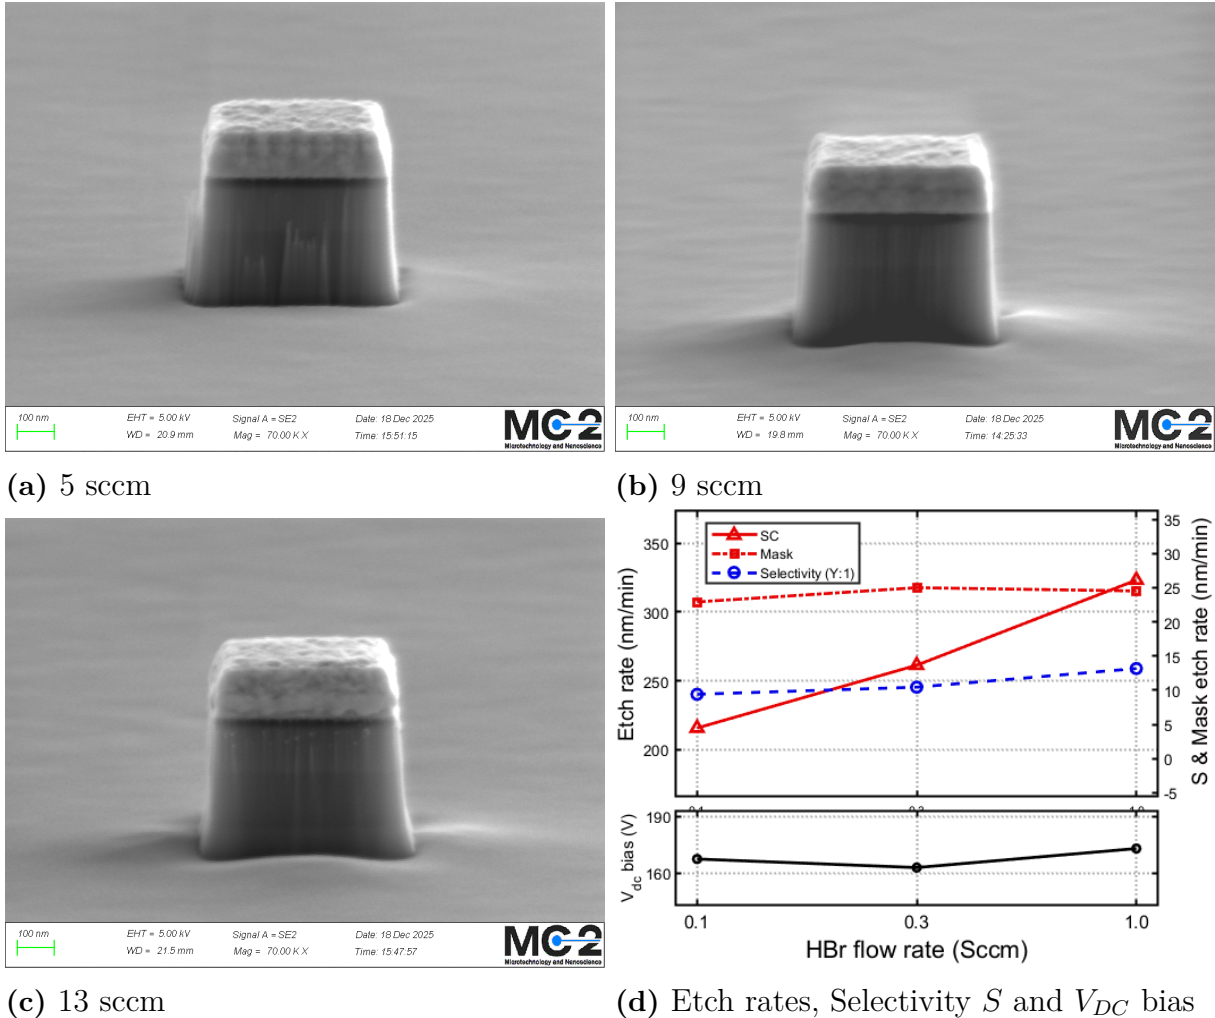 100 nm
EHT = 5.00 kV
Signal A = SE2
Date: 18 Dec 2025
WD = 20.9 mm
Mag = 70.00 K X
Time: 15:51:15
MC2
Microtechnology and Nanoscience
100 nm
EHT = 5.00 kV
Signal A = SE2
Date: 18 Dec 2025
WD = 19.8 mm
Mag = 70.00 K X
Time: 14:25:33
MC2
Microtechnology and Nanoscience
(a) 5 sccm
(b) 9 sccm
100 nm
EHT = 5.00 kV
Signal A = SE2
Date: 18 Dec 2025
WD = 21.5 mm
Mag = 70.00 K X
Time: 15:47:57
MC2
Microtechnology and Nanoscience
SC
Mask
Selectivity (Y:1)
Etch rate (nm/min)
350
300
250
200
S & Mask etch rate (nm/min)
35
30
25
20
15
10
5
0
-5
V_dc bias (V)
190
160
0.1
0.3
1.0
HBr flow rate (Sccm)
(c) 13 sccm
(d) Etch rates, Selectivity S and V_DC bias